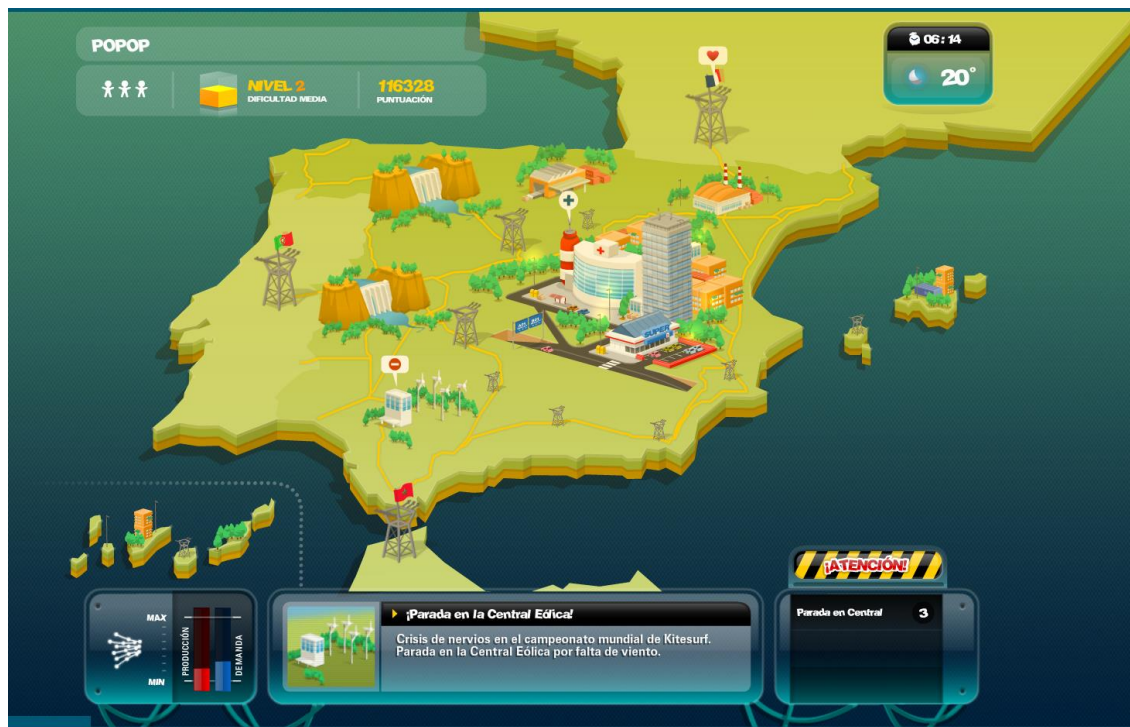 POPOP
NIVEL 2
DIFICULTAD MEDIA
116328
PUNTUACIÓN
06:14
20°
SUPER
MAX
MIN
PRODUCCIÓN
DEMANDA
¡Parada en la Central Eólica!
Crisis de nervios en el campeonato mundial de Kitesurf.
Parada en la Central Eólica por falta de viento.
¡ATENCIÓN!
Parada en Central 3